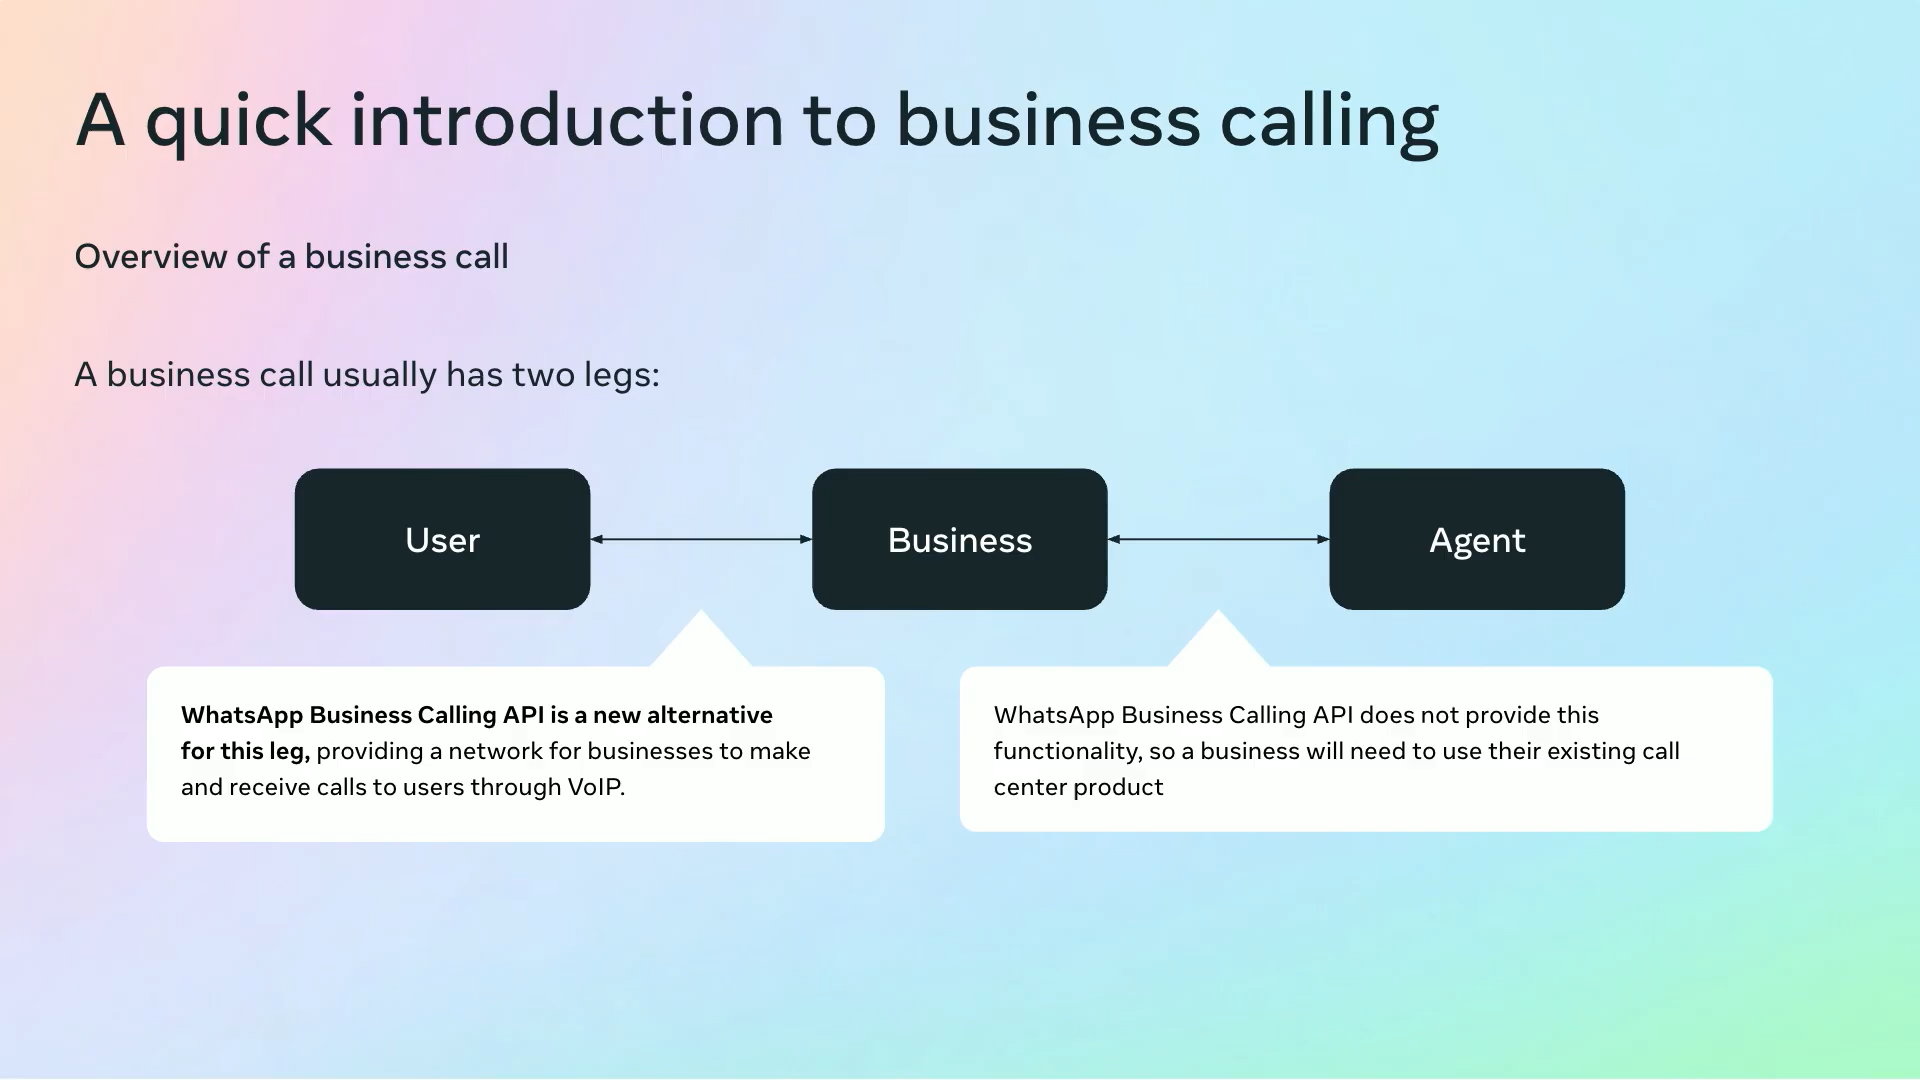 A quick introduction to business calling
Overview of a business call
A business call usually has two legs:
User
Business
Agent
WhatsApp Business Calling API is a new alternative
for this leg, providing a network for businesses to make
and receive calls to users through VoIP.
WhatsApp Business Calling API does not provide this
functionality, so a business will need to use their existing call
center product